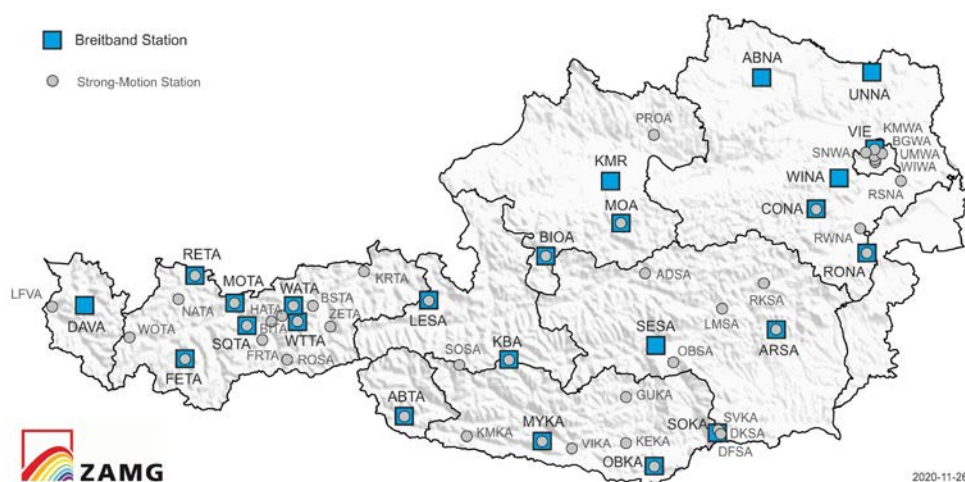 Breitband Station
Strong-Motion Station
ABNA
UNNA
PROA
VIE
KMWA
BGWA
SNWA
UMWA
WIWA
KMR
WINA
RSNA
MOA
CONA
RWNA
BIOA
RONA
RETA
KRTA
ADSA
MOTA
WATA
RKSA
LFVA
NATA
HATA
BSTA
DAVA
ZETA
LESA
LMSA
WOTA
BITA
SQTA
WTTA
SESA
ARSA
FRTA
ROSA
SOSA
KBA
OBSA
FETA
ABTA
GUKA
MYKA
SOKA
SVKA
KMKA
VIKA
KEKA
DKSA
DFSA
OBKA
ZAMG
2020-11-26